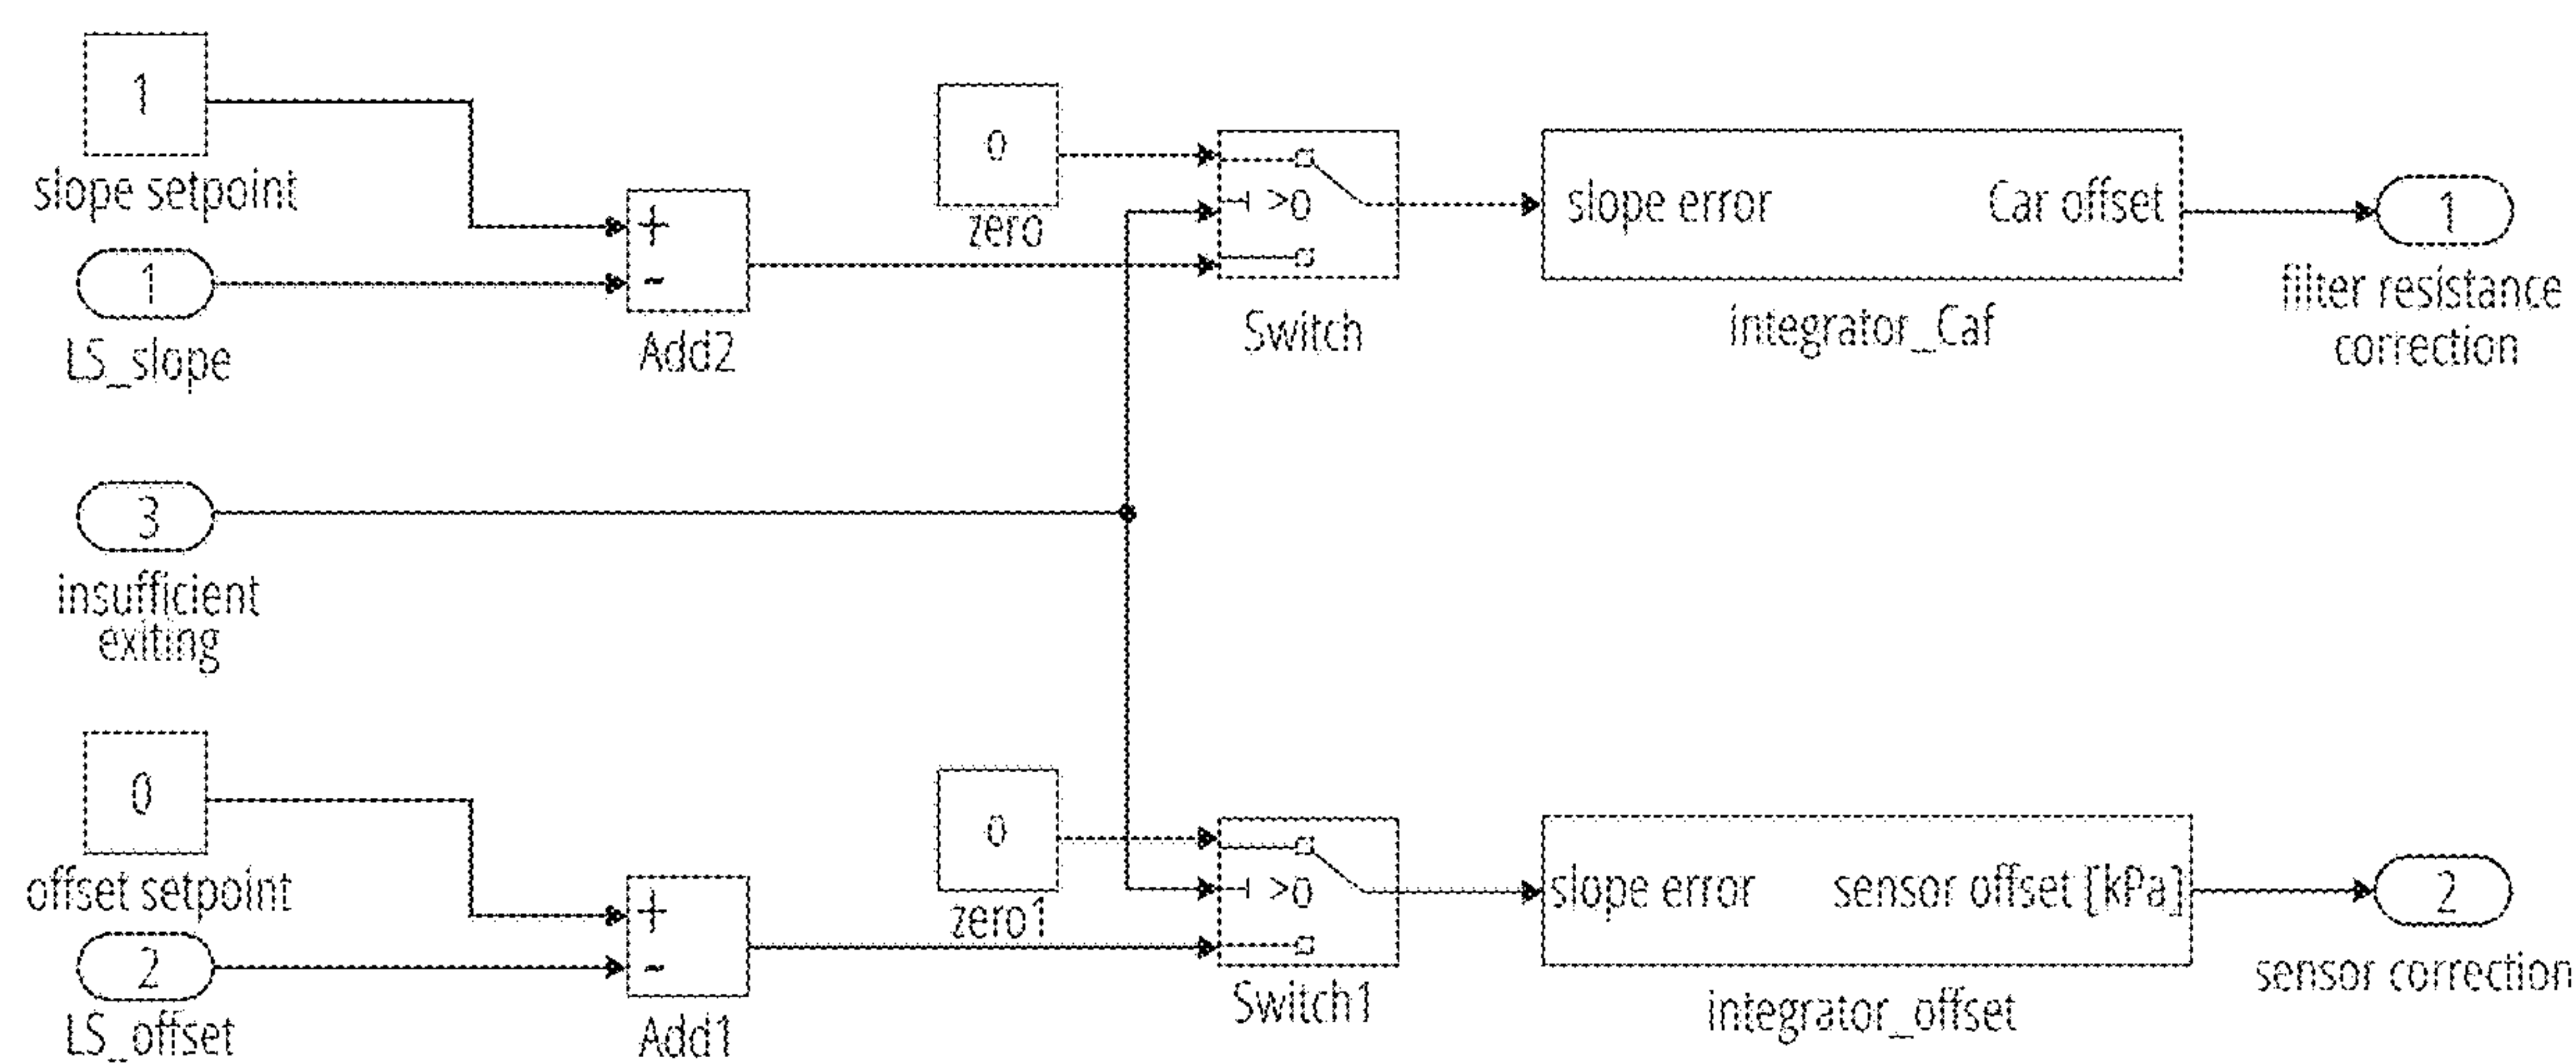 1
slope setpoint
1
LS_slope
+
-
Add2
0
zero
>0
Switch
slope error
Car offset
integrator_Caf
1
filter resistance
correction
3
insufficient
exiting
0
offset setpoint
2
LS_offset
+
-
Add1
0
zero1
>0
Switch1
slope error
sensor offset [kPa]
integrator_offset
2
sensor correction